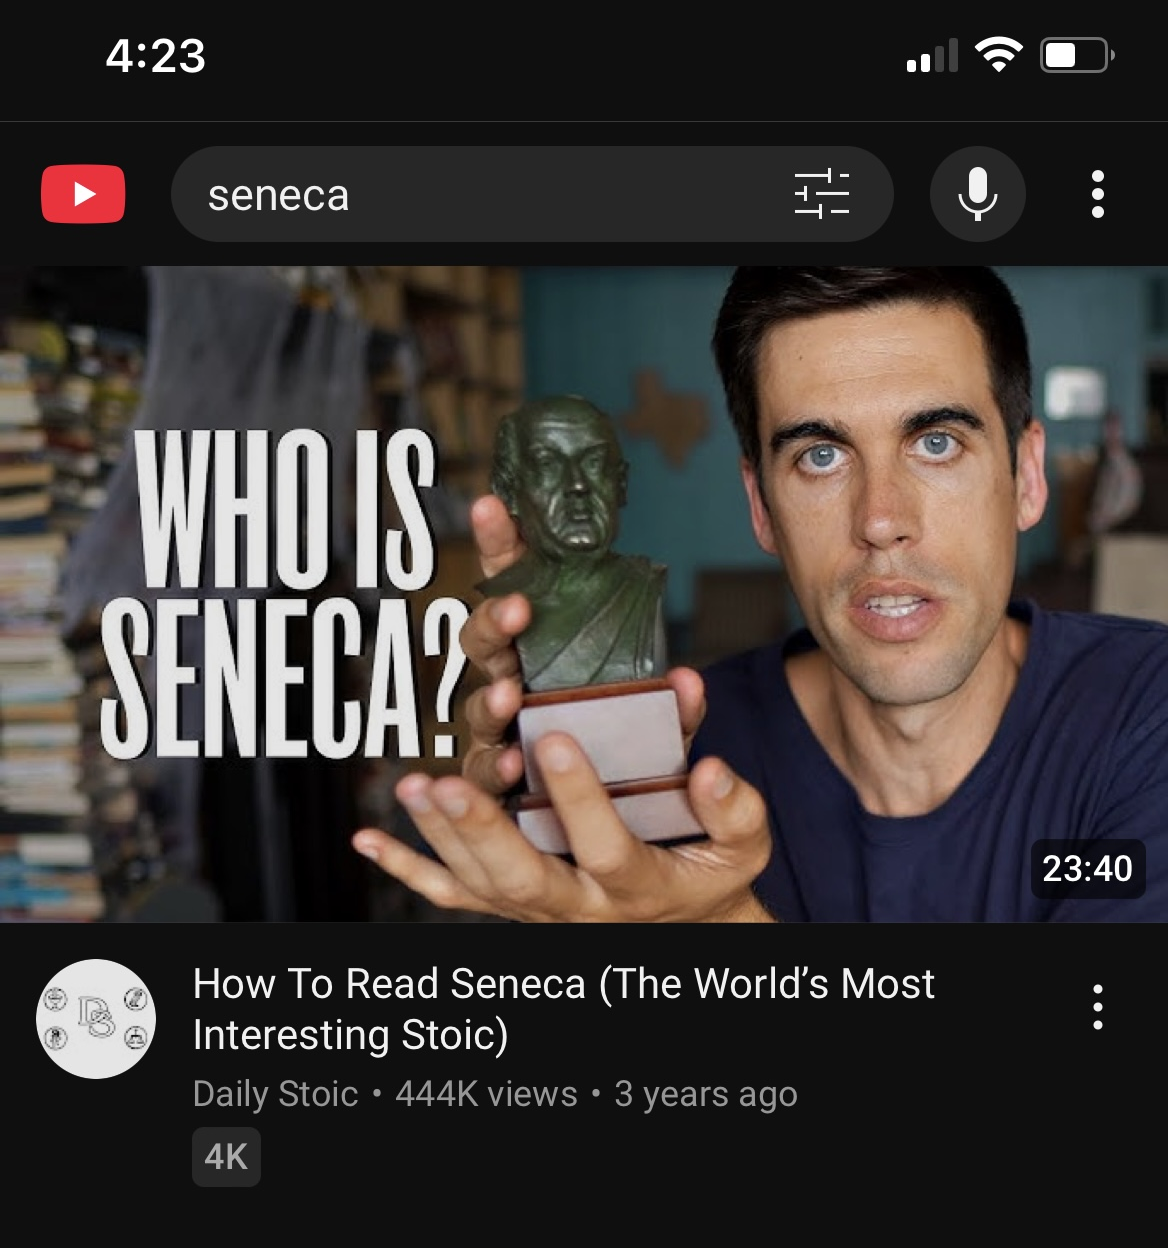 4:23
seneca
WHO IS
SENECA?
23:40
DS
How To Read Seneca (The World’s Most
Interesting Stoic)
Daily Stoic • 444K views • 3 years ago
4K